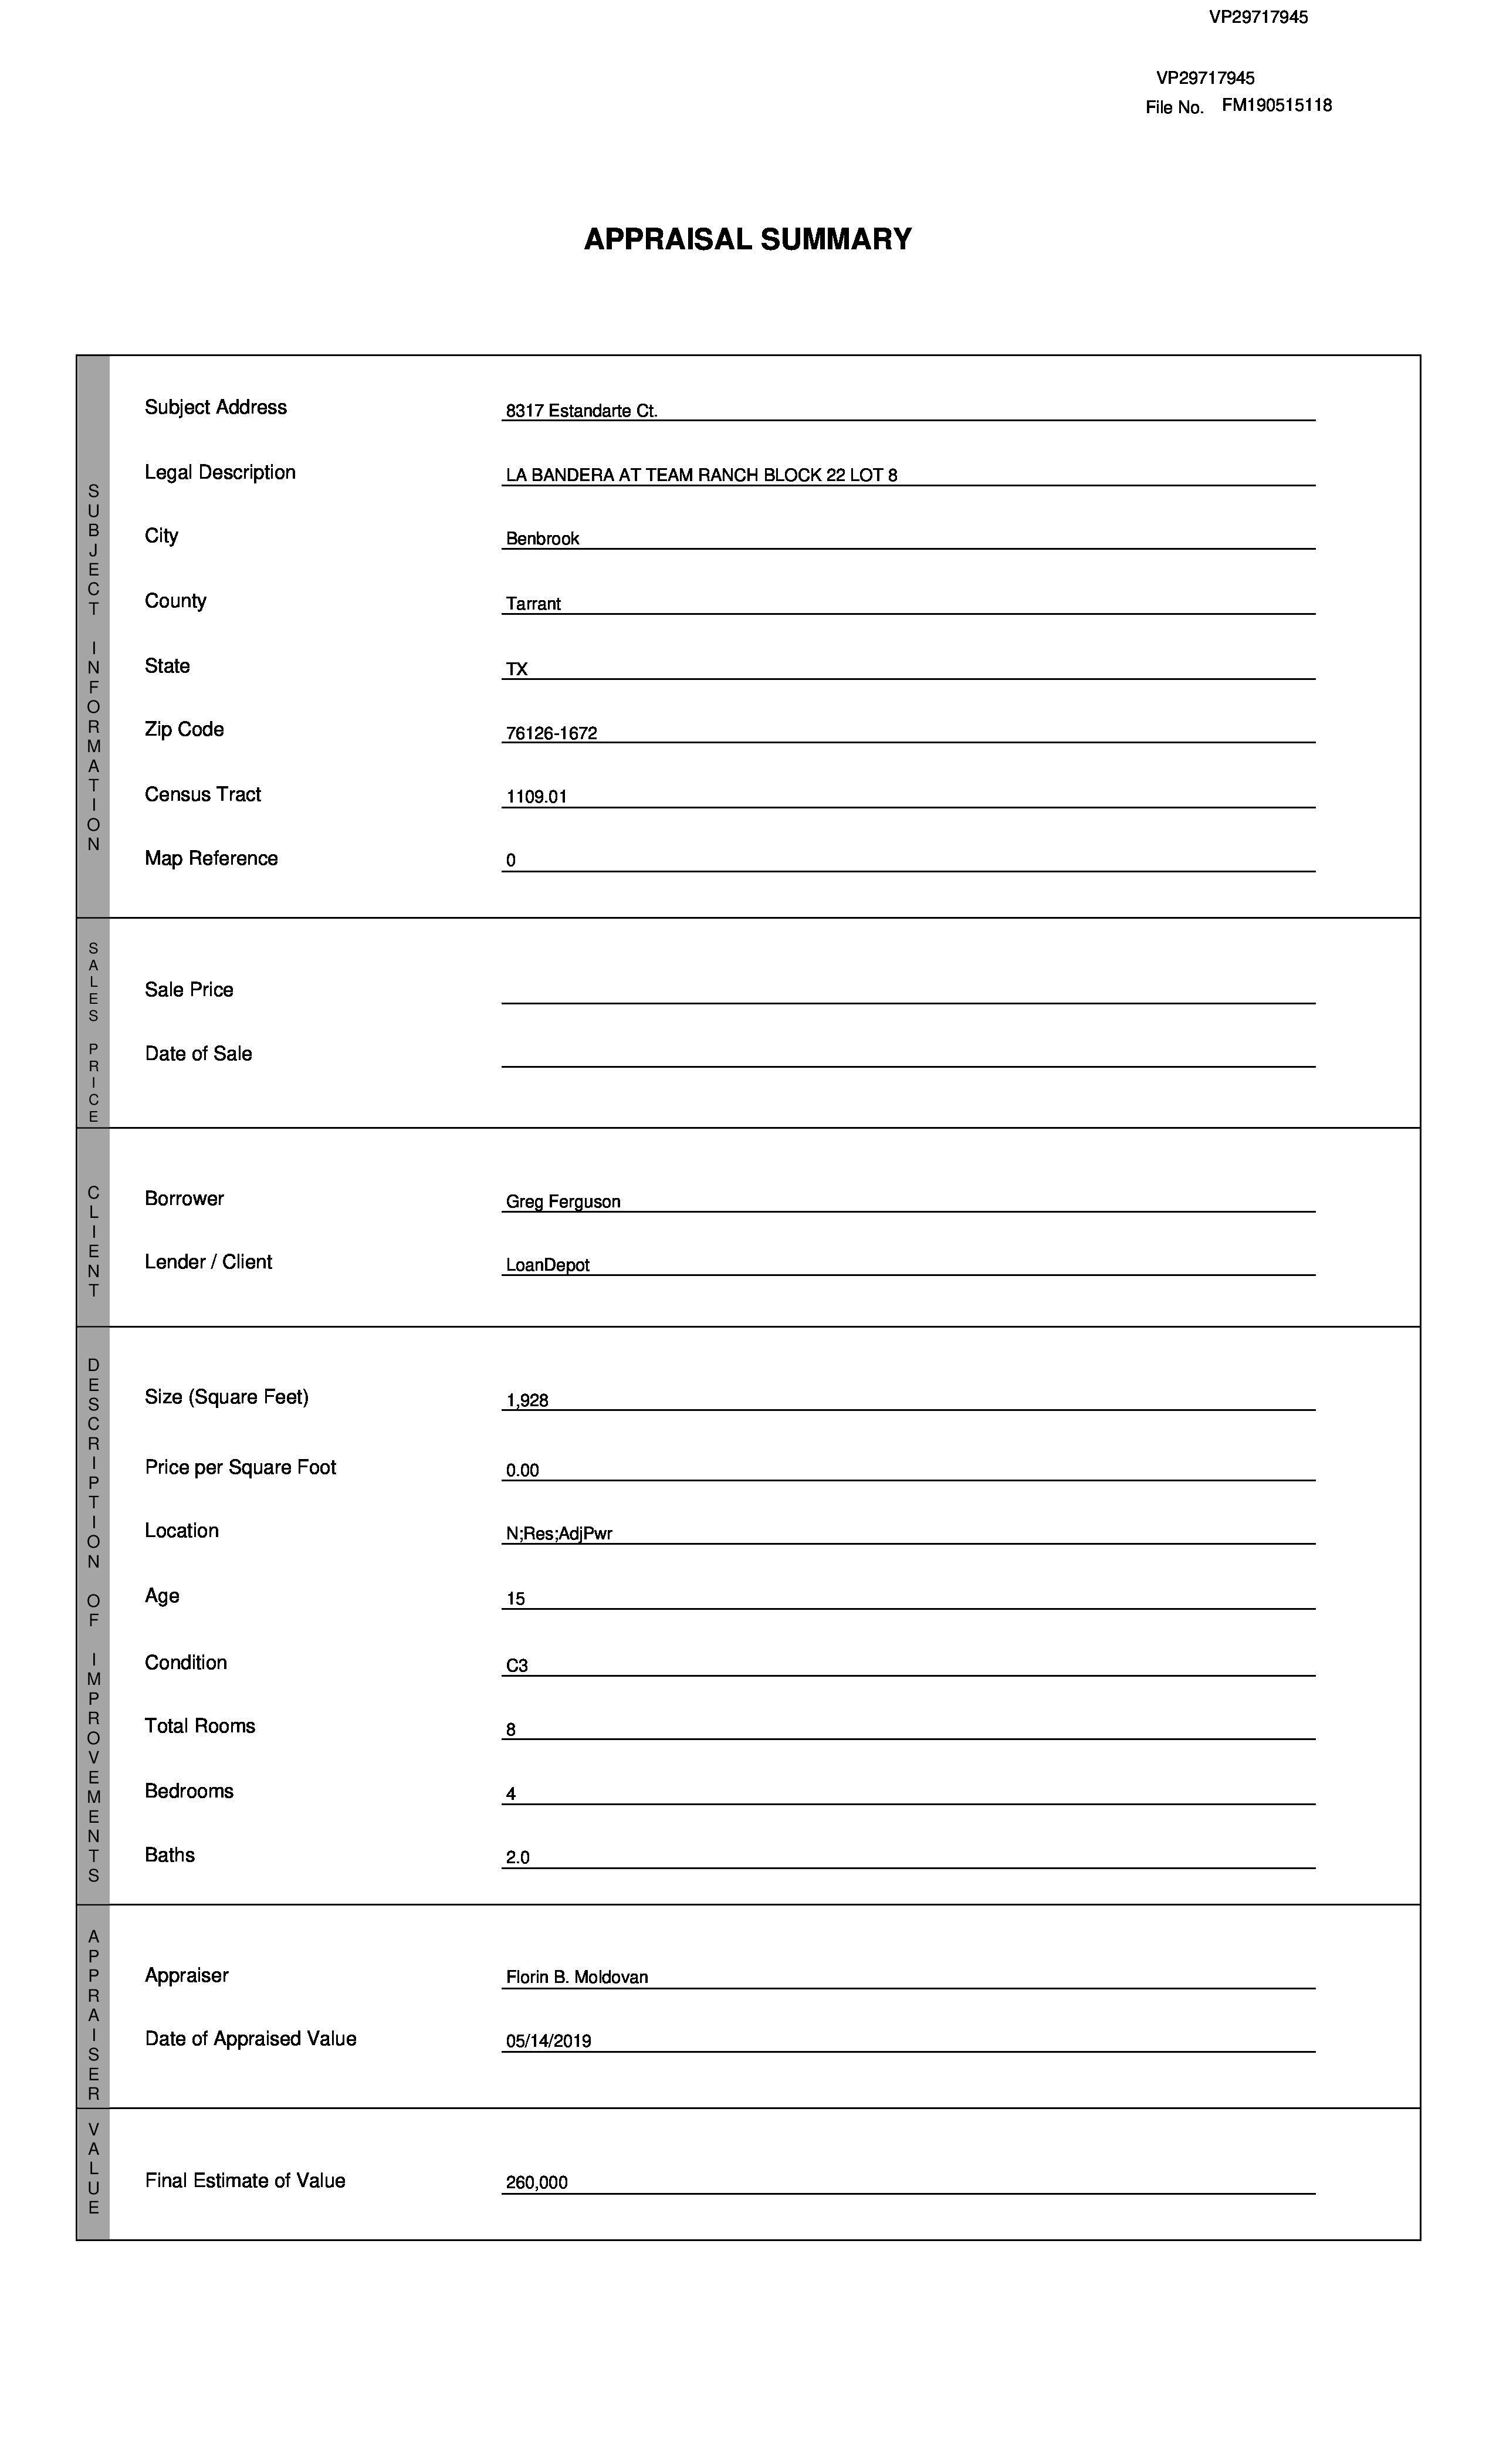 VP29717945
VP29717945
File No. FM190515118
APPRAISAL SUMMARY
SUBJECT INFORMATION
Subject Address 8317 Estandarte Ct.
Legal Description LA BANDERA AT TEAM RANCH BLOCK 22 LOT 8
City Benbrook
County Tarrant
State TX
Zip Code 76126-1672
Census Tract 1109.01
Map Reference 0
SALES PRICE
Sale Price
Date of Sale
CLIENT
Borrower Greg Ferguson
Lender / Client LoanDepot
DESCRIPTION OF IMPROVEMENTS
Size (Square Feet) 1,928
Price per Square Foot 0.00
Location N;Res;AdjPwr
Age 15
Condition C3
Total Rooms 8
Bedrooms 4
Baths 2.0
APPRAISER
Appraiser Florin B. Moldovan
Date of Appraised Value 05/14/2019
VALUE
Final Estimate of Value 260,000